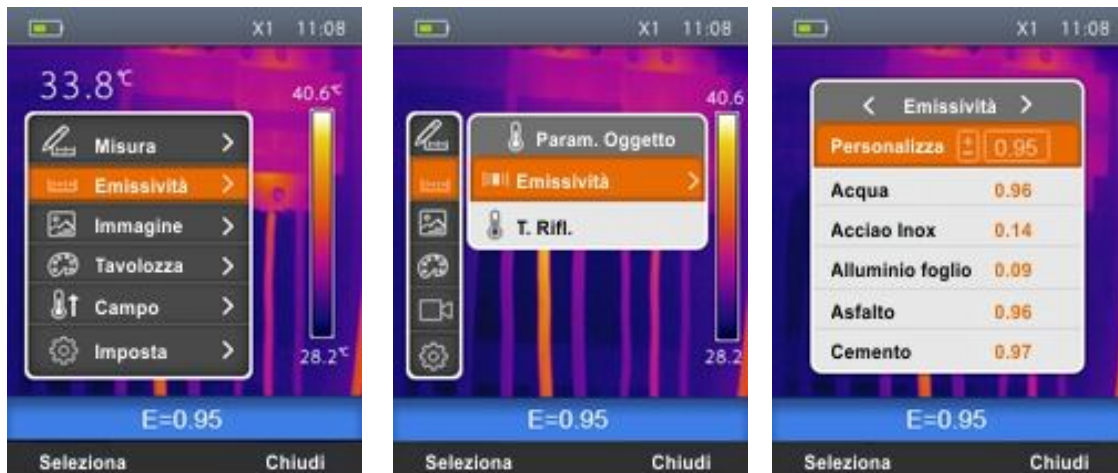 X1 11:08
33.8℃
40.6℃
Misura
Emissività
Immagine
Tavolozza
Campo
Imposta
28.2℃
E=0.95
Seleziona Chiudi
X1 11:08
40.6
Param. Oggetto
Emissività
T. Rifl.
28.2
E=0.95
Seleziona Chiudi
X1 11:08
< Emissività >
Personalizza ± 0.95
Acqua 0.96
Acciao Inox 0.14
Alluminio foglio 0.09
Asfalto 0.96
Cemento 0.97
E=0.95
Seleziona Chiudi